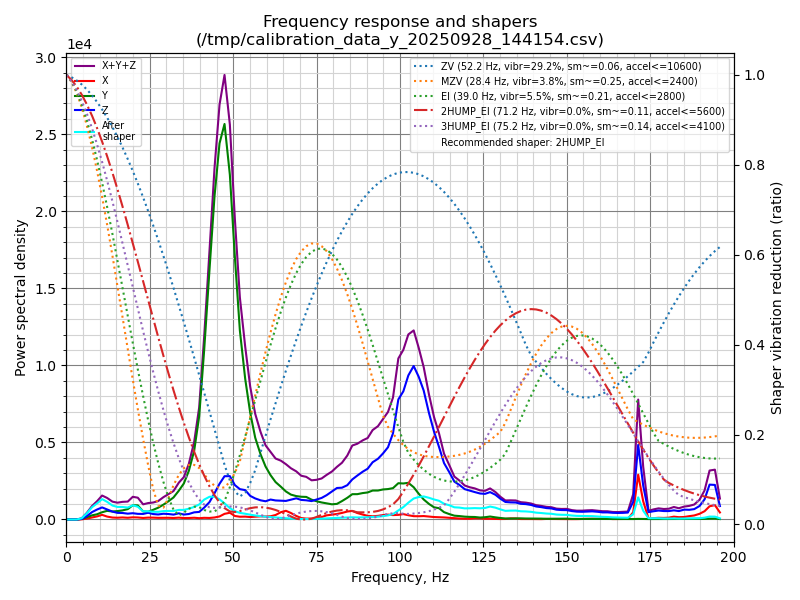 Frequency response and shapers
(/tmp/calibration_data_y_20250928_144154.csv)
1e4
3.0
2.5
2.0
1.5
1.0
0.5
0.0
Power spectral density
X+Y+Z
X
Y
Z
After
shaper
ZV (52.2 Hz, vibr=29.2%, sm~=0.06, accel<=10600)
MZV (28.4 Hz, vibr=3.8%, sm~=0.25, accel<=2400)
EI (39.0 Hz, vibr=5.5%, sm~=0.21, accel<=2800)
2HUMP_EI (71.2 Hz, vibr=0.0%, sm~=0.11, accel<=5600)
3HUMP_EI (75.2 Hz, vibr=0.0%, sm~=0.14, accel<=4100)
Recommended shaper: 2HUMP_EI
1.0
0.8
0.6
0.4
0.2
0.0
Shaper vibration reduction (ratio)
0 25 50 75 100 125 150 175 200
Frequency, Hz